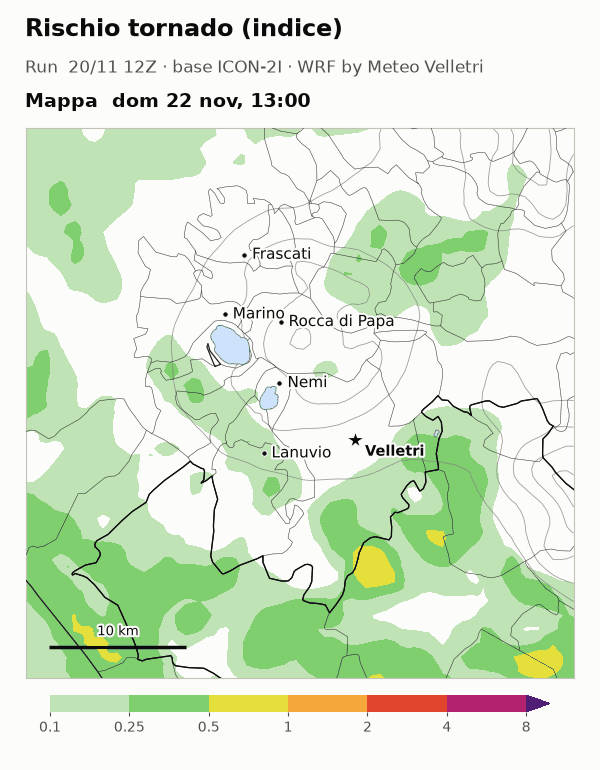 Rischio tornado (indice)
Run  20/11 12Z · base ICON-2I · WRF by Meteo Velletri
Mappa  dom 22 nov, 13:00
Frascati
Marino
Rocca di Papa
Nemi
Velletri
Lanuvio
10 km
0.1 0.25 0.5 1 2 4 8